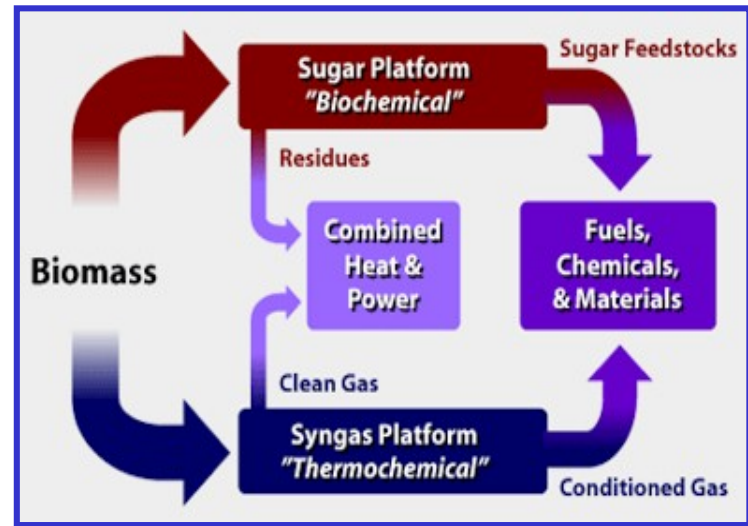 Sugar Platform
"Biochemical"
Sugar Feedstocks
Residues
Combined
Heat &
Power
Fuels,
Chemicals,
& Materials
Biomass
Clean Gas
Syngas Platform
"Thermochemical"
Conditioned Gas